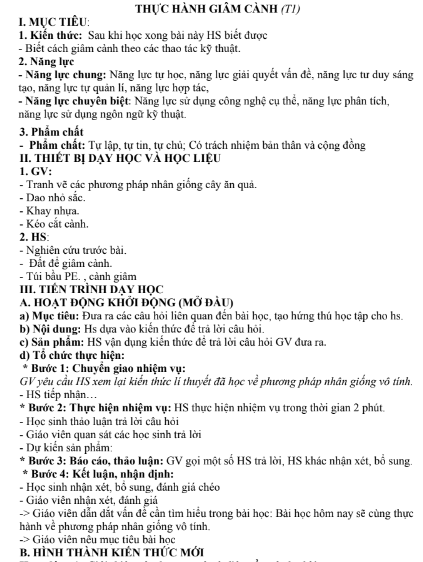 THỰC HÀNH GIÂM CÀNH (T1)
I. MỤC TIÊU:
1. Kiến thức: Sau khi học xong bài này HS biết được
- Biết cách giâm cành theo các thao tác kỹ thuật.
2. Năng lực
- Năng lực chung: Năng lực tự học, năng lực giải quyết vấn đề, năng lực tư duy sáng
tạo, năng lực tự quản lí, năng lực hợp tác,
- Năng lực chuyên biệt: Năng lực sử dụng công nghệ cụ thể, năng lực phân tích,
năng lực sử dụng ngôn ngữ kỹ thuật.
3. Phẩm chất
- Phẩm chất: Tự lập, tự tin, tự chủ; Có trách nhiệm bản thân và cộng đồng
II. THIẾT BỊ DẠY HỌC VÀ HỌC LIỆU
1. GV:
- Tranh vẽ các phương pháp nhân giống cây ăn quả.
- Dao nhỏ sắc.
- Khay nhựa.
- Kéo cắt cành.
2. HS:
- Nghiên cứu trước bài.
- Đất để giâm cành.
- Túi bầu PE. , cành giâm
III. TIẾN TRÌNH DẠY HỌC
A. HOẠT ĐỘNG KHỞI ĐỘNG (MỞ ĐẦU)
a) Mục tiêu: Đưa ra các câu hỏi liên quan đến bài học, tạo hứng thú học tập cho hs.
b) Nội dung: Hs dựa vào kiến thức để trả lời câu hỏi.
c) Sản phẩm: HS vận dụng kiến thức để trả lời câu hỏi GV đưa ra.
d) Tổ chức thực hiện:
* Bước 1: Chuyển giao nhiệm vụ:
GV yêu cầu HS xem lại kiến thức lí thuyết đã học về phương pháp nhân giống vô tính.
- HS tiếp nhận…
* Bước 2: Thực hiện nhiệm vụ: HS thực hiện nhiệm vụ trong thời gian 2 phút.
- Học sinh thảo luận trả lời câu hỏi
- Giáo viên quan sát các học sinh trả lời
- Dự kiến sản phẩm:
* Bước 3: Báo cáo, thảo luận: GV gọi một số HS trả lời, HS khác nhận xét, bổ sung.
* Bước 4: Kết luận, nhận định:
- Học sinh nhận xét, bổ sung, đánh giá chéo
- Giáo viên nhận xét, đánh giá
-> Giáo viên dẫn dắt vấn đề cần tìm hiểu trong bài học: Bài học hôm nay sẽ cùng thực
hành về phương pháp nhân giống vô tính.
-> Giáo viên nêu mục tiêu bài học
B. HÌNH THÀNH KIẾN THỨC MỚI